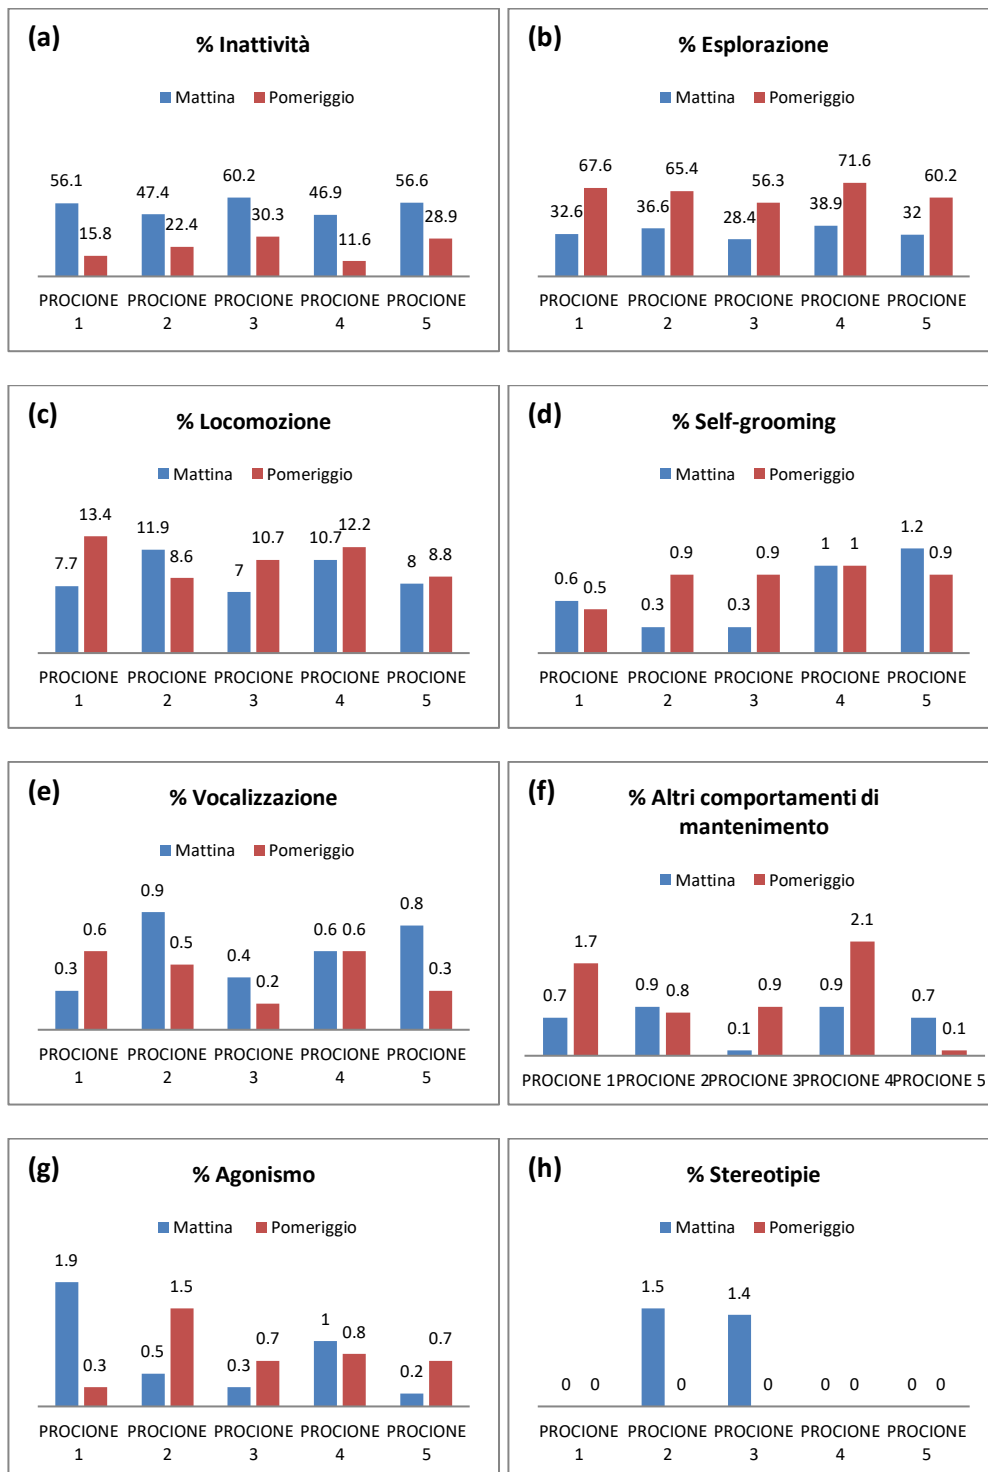 (a)
% Inattività
Mattina Pomeriggio
56.1 15.8 47.4 22.4 60.2 30.3 46.9 11.6 56.6 28.9
PROCIONE PROCIONE PROCIONE PROCIONE PROCIONE
1 2 3 4 5
(b)
% Esplorazione
Mattina Pomeriggio
32.6 67.6 36.6 65.4 28.4 56.3 38.9 71.6 32 60.2
PROCIONE PROCIONE PROCIONE PROCIONE PROCIONE
1 2 3 4 5
(c)
% Locomozione
Mattina Pomeriggio
7.7 13.4 11.9 8.6 7 10.7 10.7 12.2 8 8.8
PROCIONE PROCIONE PROCIONE PROCIONE PROCIONE
1 2 3 4 5
(d)
% Self-grooming
Mattina Pomeriggio
0.6 0.5 0.3 0.9 0.3 0.9 1 1 1.2 0.9
PROCIONE PROCIONE PROCIONE PROCIONE PROCIONE
1 2 3 4 5
(e)
% Vocalizzazione
Mattina Pomeriggio
0.3 0.6 0.9 0.5 0.4 0.2 0.6 0.6 0.8 0.3
PROCIONE PROCIONE PROCIONE PROCIONE PROCIONE
1 2 3 4 5
(f)
% Altri comportamenti di
mantenimento
Mattina Pomeriggio
0.7 1.7 0.9 0.8 0.1 0.9 0.9 2.1 0.7 0.1
PROCIONE 1 PROCIONE 2 PROCIONE 3 PROCIONE 4 PROCIONE 5
(g)
% Agonismo
Mattina Pomeriggio
1.9 0.3 0.5 1.5 0.3 0.7 1 0.8 0.2 0.7
PROCIONE PROCIONE PROCIONE PROCIONE PROCIONE
1 2 3 4 5
(h)
% Stereotipie
Mattina Pomeriggio
0 0 1.5 0 1.4 0 0 0 0 0
PROCIONE PROCIONE PROCIONE PROCIONE PROCIONE
1 2 3 4 5